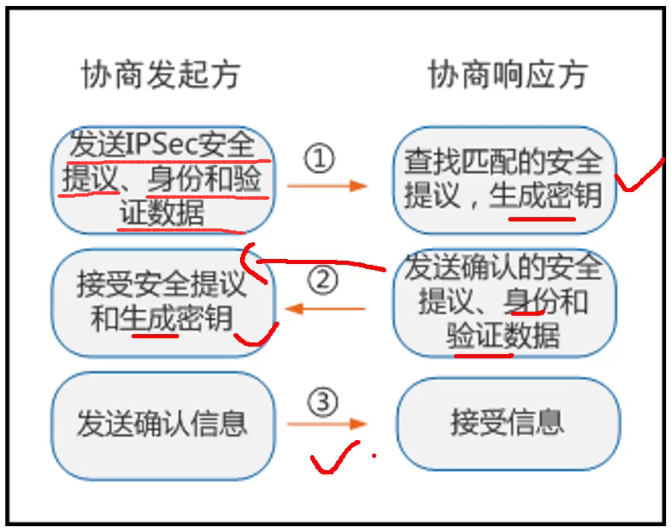 协商发起方 协商响应方
发送IPSec安全
提议、身份和验
证数据
①
查找匹配的安全
提议，生成密钥
接受安全提议
和生成密钥
②
发送确认的安全
提议、身份和
验证数据
发送确认信息
③
接受信息